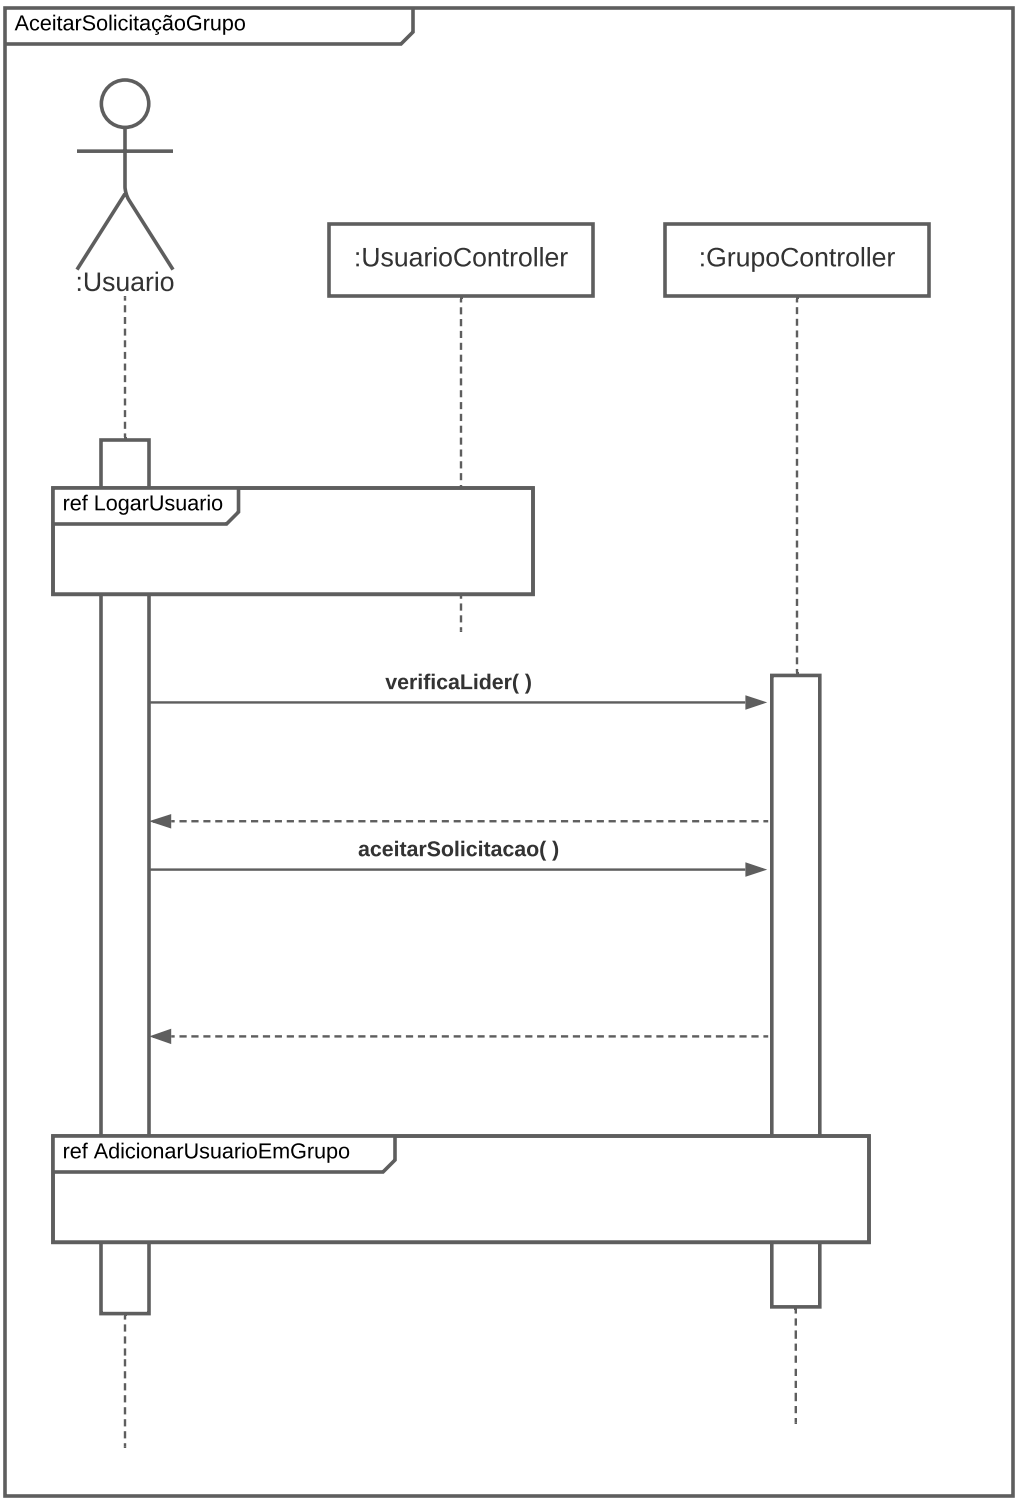 AceitarSolicitaçãoGrupo
:Usuario
:UsuarioController
:GrupoController
ref LogarUsuario
verificaLider( )
aceitarSolicitacao( )
ref AdicionarUsuarioEmGrupo